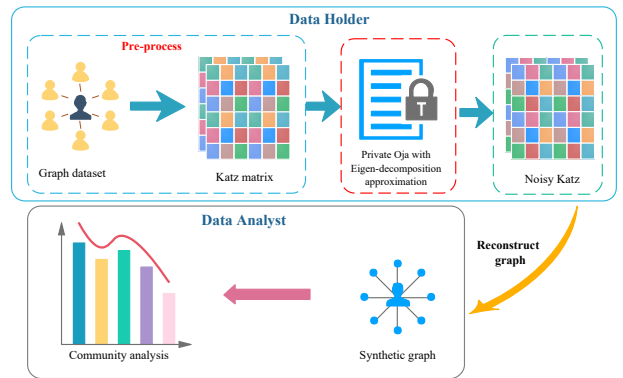 Data Holder
Pre-process
Graph dataset
Katz matrix
T
Private Oja with
Eigen-decomposition
approximation
Noisy Katz
Data Analyst
Reconstruct
graph
Community analysis
Synthetic graph